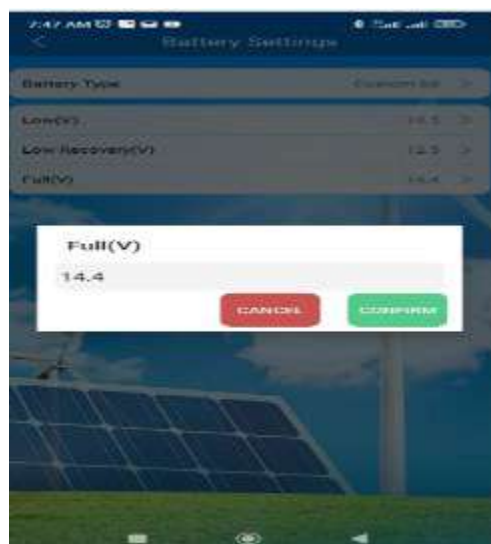 7:47 AM
Battery Settings
Battery Type
Low(V)
Low Recovery(V) 12.5
Full(V) 14.4
Full(V)
14.4
CANCEL CONFIRM